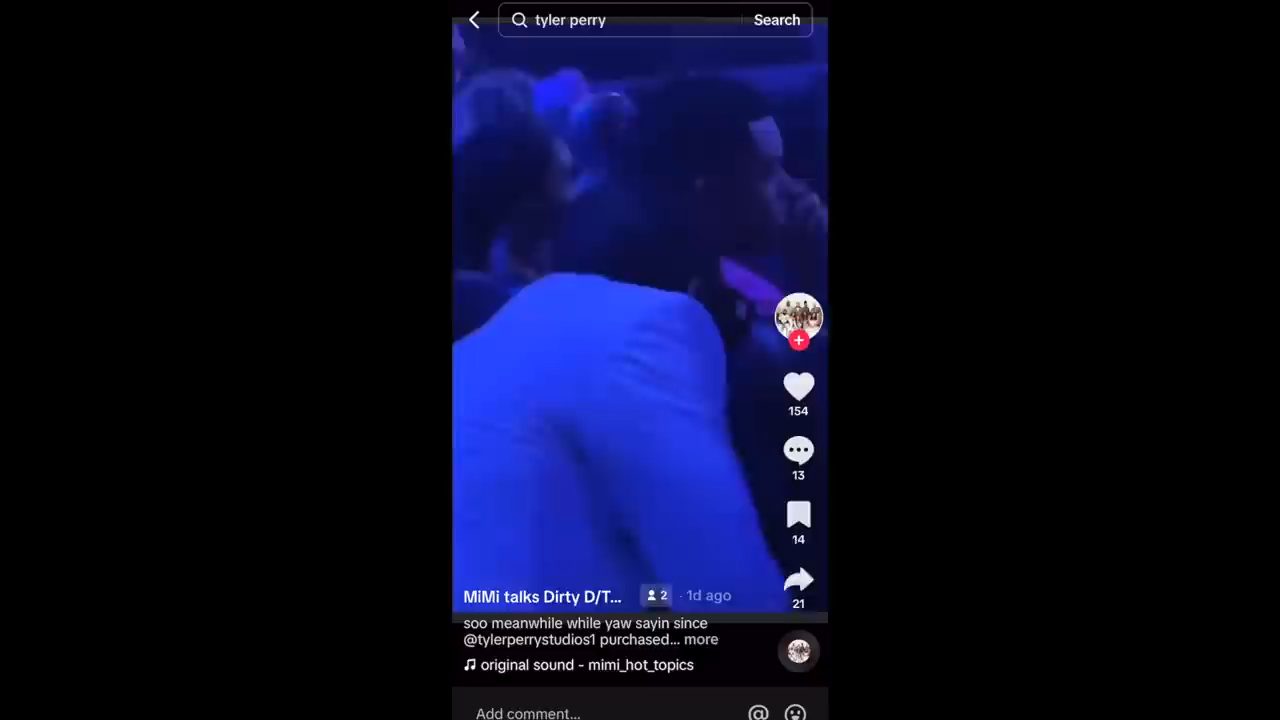 tyler perry
Search
154
13
14
21
MiMi talks Dirty D/T...
2 · 1d ago
soo meanwhile while yaw sayin since
@tylerperrystudios1 purchased... more
original sound - mimi_hot_topics
Add comment...
@